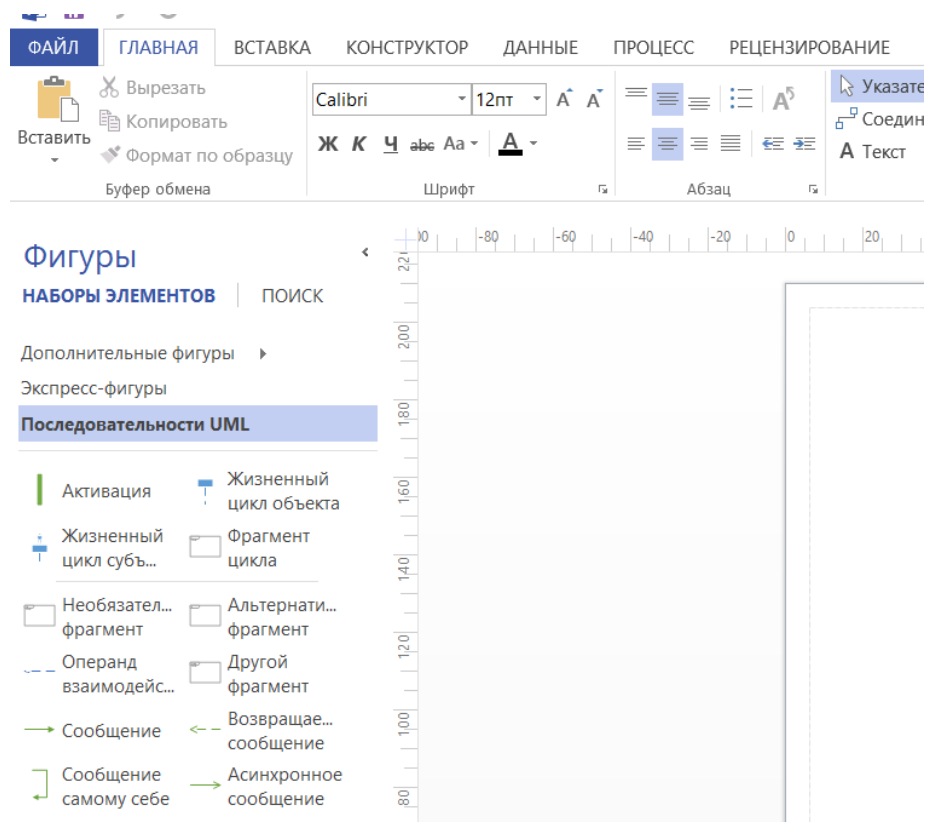 ФАЙЛ ГЛАВНАЯ ВСТАВКА КОНСТРУКТОР ДАННЫЕ ПРОЦЕСС РЕЦЕНЗИРОВАНИЕ
Вставить
Вырезать
Копировать
Формат по образцу
Буфер обмена
Calibri 12пт A A
Ж К Ч abc Aa A
Шрифт
Абзац
Указате
Соедин
A Текст
Фигуры
НАБОРЫ ЭЛЕМЕНТОВ ПОИСК
Дополнительные фигуры
Экспресс-фигуры
Последовательности UML
Активация
Жизненный
цикл объекта
Жизненный
цикл субъ...
Фрагмент
цикла
Необязател...
фрагмент
Альтернати...
фрагмент
Операнд
взаимодейс...
Другой
фрагмент
Сообщение
Возвращае...
сообщение
Сообщение
самому себе
Асинхронное
сообщение
-80 -60 -40 -20 0 20
200
180
160
140
120
100
80